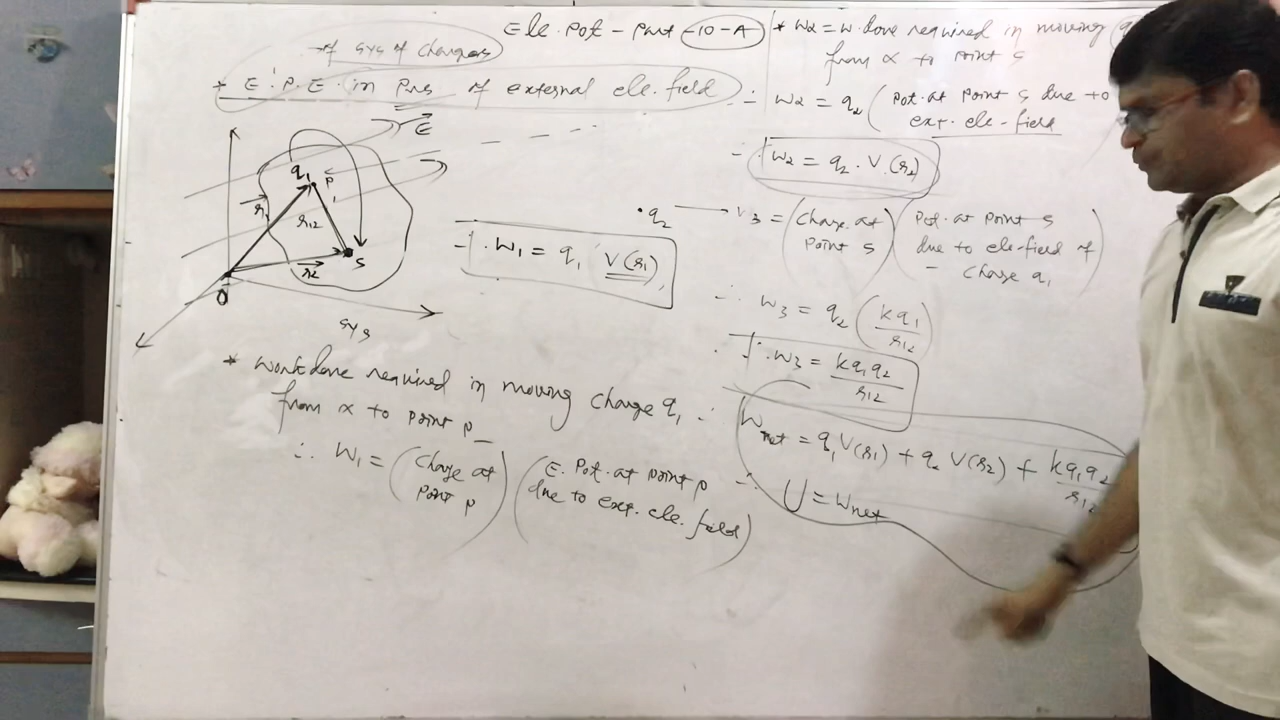 Ele. Pot - Part - 10 - A
of sys of charges
* E.P.E. in Pres of external ele. field
E
q1
P
r1
r12
r2
S
O
sys
∴ W1 = q1 V(r1)
* Work done required in moving charge q1
from ∝ to point P
∴ W1 = (Charge at point P) (E. Pot. at point P due to ext. ele. field)
* W2 = W. done required in moving
from ∝ to point S
∴ W2 = q2 (Pot. at point S due to ext. ele-field
∴ W2 = q2 . V(r2)
. q2 → W3 = (Charge at point S) (Pot. at point S due to ele-field of charge q1)
∴ W3 = q2 (kq1/r12)
∴ W3 = kq1q2/r12
∴ Wnet = q1 V(r1) + q2 V(r2) + kq1q2/r12
∴ U = Wnet